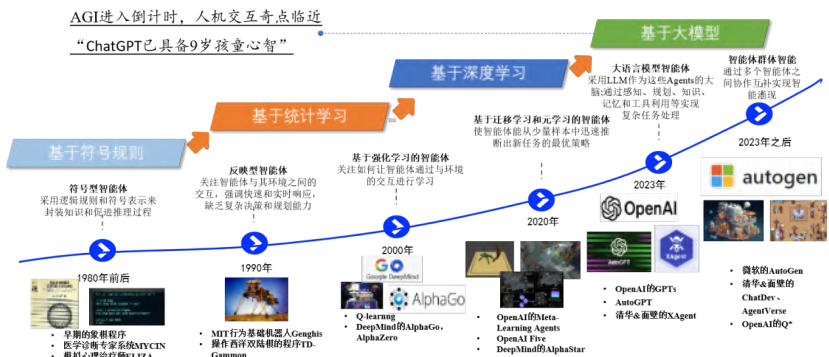 AGI进入倒计时，人机交互奇点临近
“ChatGPT已具备9岁孩童心智”
基于符号规则
基于统计学习
基于深度学习
基于大模型
符号型智能体
采用逻辑规则和符号表示来
封装知识和促进推理过程
1980年前后
早期的象棋程序
医学诊断专家系统MYCIN
模拟心理治疗师ELIZA
反映型智能体
关注智能体与其环境之间的
交互，强调快速和实时响应，
缺乏复杂决策和规划能力
1990年
MIT行为基础机器人Genghis
操作西洋双陆棋的程序TD-
Gammon
基于强化学习的智能体
关注如何让智能体通过与环境
的交互进行学习
2000年
GO
Google DeepMind
AlphaGo
Q-learnng
DeepMind的AlphaGo，
AlphaZero
基于迁移学习和元学习的智能体
使智能体能从少量样本中迅速推
断出新任务的最优策略
2020年
OpenAI的Meta-
Learning Agents
OpenAI Five
DeepMind的AlphaStar
大语言模型智能体
采用LLM作为这些Agents的大
脑;通过感知、规划、知识、
记忆和工具利用等实现
复杂任务处理
2023年
OpenAI
AutoGPT
XAgent
OpenAI的GPTs
AutoGPT
清华&面壁的XAgent
智能体群体智能
通过多个智能体之
间协作互补实现智
能涌现
2023年之后
autogen
微软的AutoGen
清华&面壁的
ChatDev、
AgentVerse
OpenAI的Q*